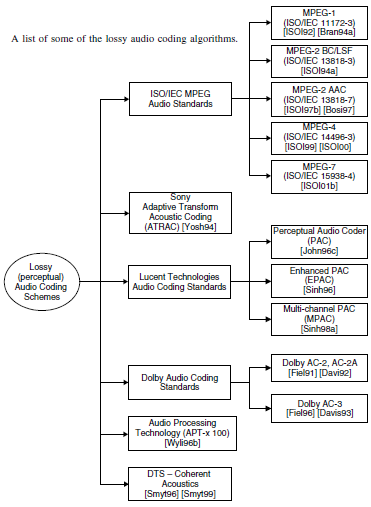 A list of some of the lossy audio coding algorithms.
MPEG-1
(ISO/IEC 11172-3)
[ISOI92] [Bran94a]
MPEG-2 BC/LSF
(ISO/IEC 13818-3)
[ISOI94a]
ISO/IEC MPEG
Audio Standards
MPEG-2 AAC
(ISO/IEC 13818-7)
[ISOI97b] [Bosi97]
MPEG-4
(ISO/IEC 14496-3)
[ISOI99] [ISOI00]
MPEG-7
(ISO/IEC 15938-4)
[ISOI01b]
Sony
Adaptive Transform
Acoustic Coding
(ATRAC) [Yosh94]
Lossy
(perceptual)
Audio Coding
Schemes
Lucent Technologies
Audio Coding Standards
Perceptual Audio Coder
(PAC)
[John96c]
Enhanced PAC
(EPAC)
[Sinh96]
Multi-channel PAC
(MPAC)
[Sinh98a]
Dolby Audio Coding
Standards
Dolby AC-2, AC-2A
[Fiel91] [Davi92]
Dolby AC-3
[Fiel96] [Davis93]
Audio Processing
Technology (APT-x 100)
[Wyli96b]
DTS – Coherent
Acoustics
[Smyt96] [Smyt99]